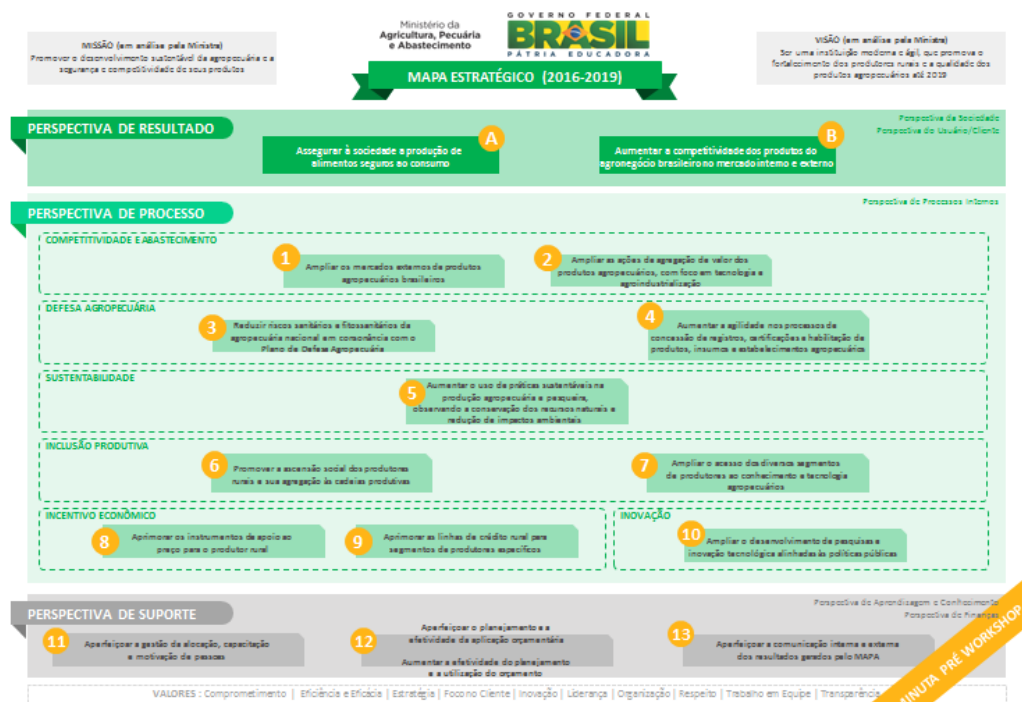 Ministério da
Agricultura, Pecuária
e Abastecimento
GOVERNO FEDERAL
BRASIL
PÁTRIA EDUCADORA
MISSÃO (em análise pela Ministra)
Promover o desenvolvimento sustentável da agropecuária e a
segurança e competitividade de seus produtos
VISÃO (em análise pela Ministra)
Ser uma instituição moderna e ágil, que promova o
fortalecimento dos produtores rurais e a qualidade dos
produtos agropecuários até 2019
MAPA ESTRATÉGICO (2016-2019)
PERSPECTIVA DE RESULTADO
Perspectiva da Sociedade
Perspectiva do Usuário/Cliente
A
Assegurar à sociedade a produção de
alimentos seguros ao consumo
B
Aumentar a competitividade dos produtos do
agronegócio brasileiro no mercado interno e externo
PERSPECTIVA DE PROCESSO
Perspectiva de Processos Internos
COMPETITIVIDADE E ABASTECIMENTO
1
Ampliar os mercados externos de produtos
agropecuários brasileiros
2
Ampliar as ações de agregação de valor dos
produtos agropecuários, com foco em tecnologia e
agroindustrialização
DEFESA AGROPECUÁRIA
3
Reduzir riscos sanitários e fitossanitários da
agropecuária nacional em consonância com o
Plano de Defesa Agropecuária
4
Aumentar a agilidade nos processos de
concessão de registros, certificações e habilitação de
produtos, insumos e estabelecimentos agropecuários
SUSTENTABILIDADE
5
Aumentar o uso de práticas sustentáveis na
produção agropecuária e pesqueira,
observando a conservação dos recursos naturais e
redução de impactos ambientais
INCLUSÃO PRODUTIVA
6
Promover a ascensão social dos produtores
rurais e sua agregação às cadeias produtivas
7
Ampliar o acesso dos diversos segmentos
de produtores ao conhecimento e tecnologia
agropecuários
INCENTIVO ECONÔMICO
8
Aprimorar os instrumentos de apoio ao
preço para o produtor rural
9
Aprimorar as linhas de crédito rural para
segmentos de produtores específicos
INOVAÇÃO
10
Ampliar o desenvolvimento de pesquisas e
inovação tecnológica alinhadas às políticas públicas
PERSPECTIVA DE SUPORTE
Perspectiva de Aprendizagem e Conhecimento
Perspectiva de Finanças
11
Aperfeiçoar a gestão da alocação, capacitação
e motivação de pessoas
12
Aperfeiçoar o planejamento e a
efetividade da aplicação orçamentária
Aumentar a efetividade do planejamento
e a utilização do orçamento
13
Aperfeiçoar a comunicação interna e externa
dos resultados gerados pelo MAPA
MINUTA PRÉ WORKSHOP
VALORES : Comprometimento | Eficiência e Eficácia | Estratégia | Foco no Cliente | Inovação | Liderança | Organização | Respeito | Trabalho em Equipe | Transparência